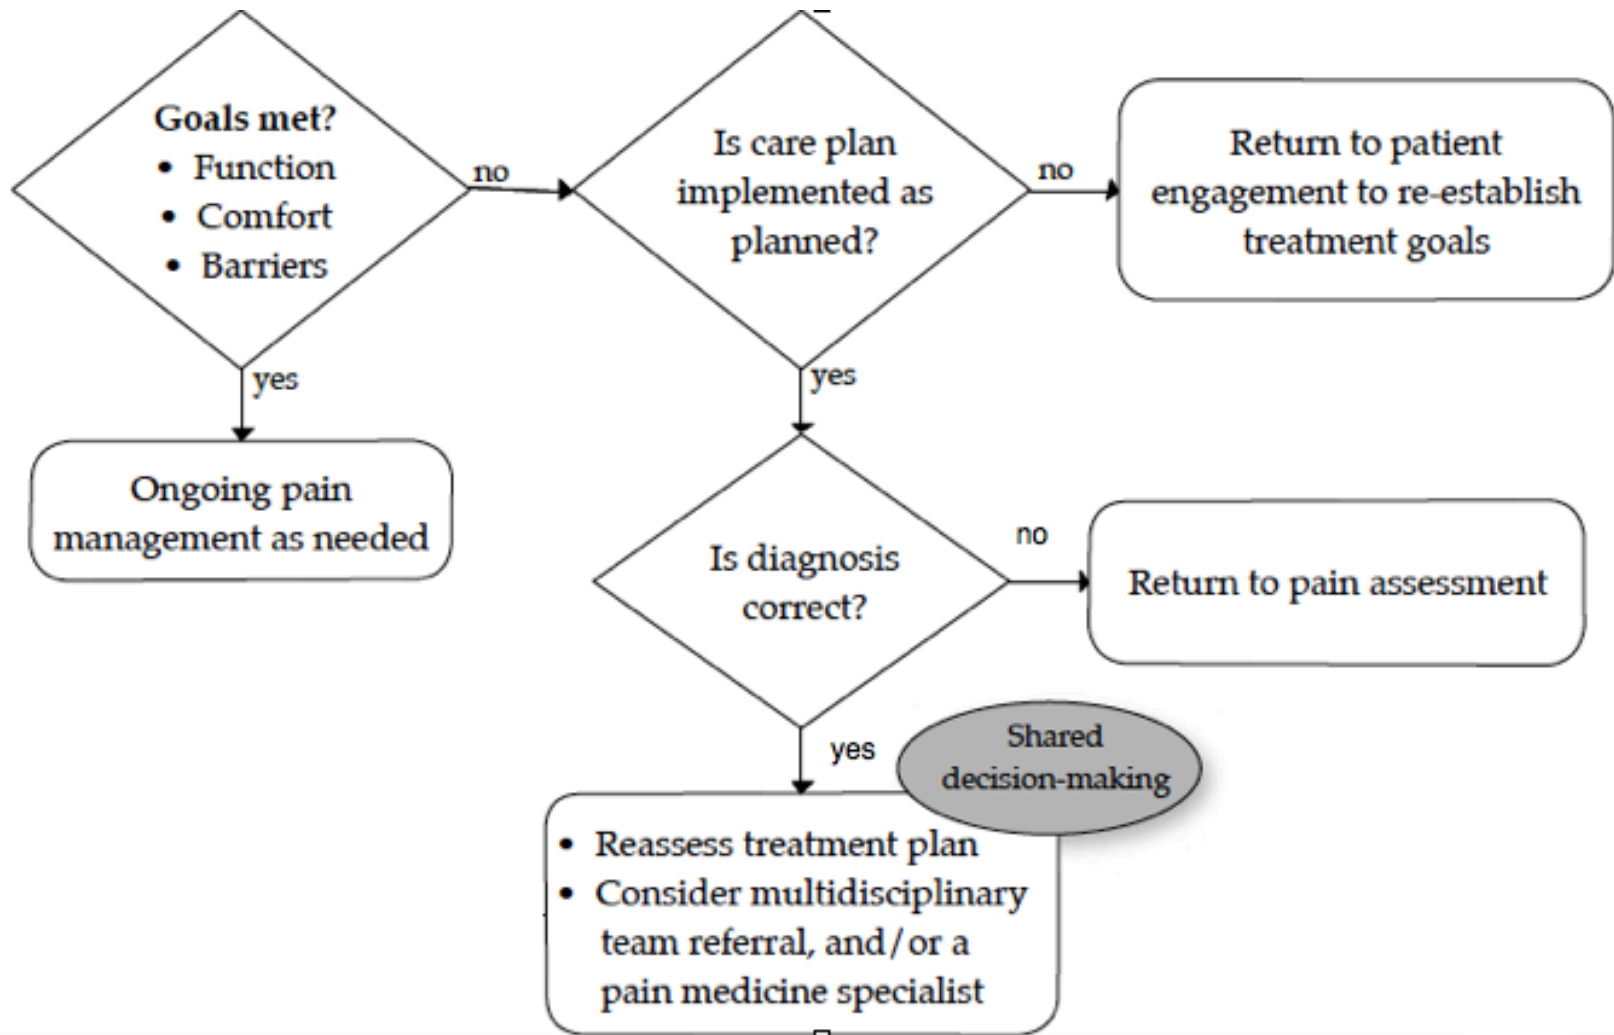 Goals met?
• Function
• Comfort
• Barriers
no
Is care plan
implemented as
planned?
no
Return to patient
engagement to re-establish
treatment goals
yes
yes
Ongoing pain
management as needed
Is diagnosis
correct?
no
Return to pain assessment
yes
Shared
decision-making
• Reassess treatment plan
• Consider multidisciplinary
team referral, and/or a
pain medicine specialist